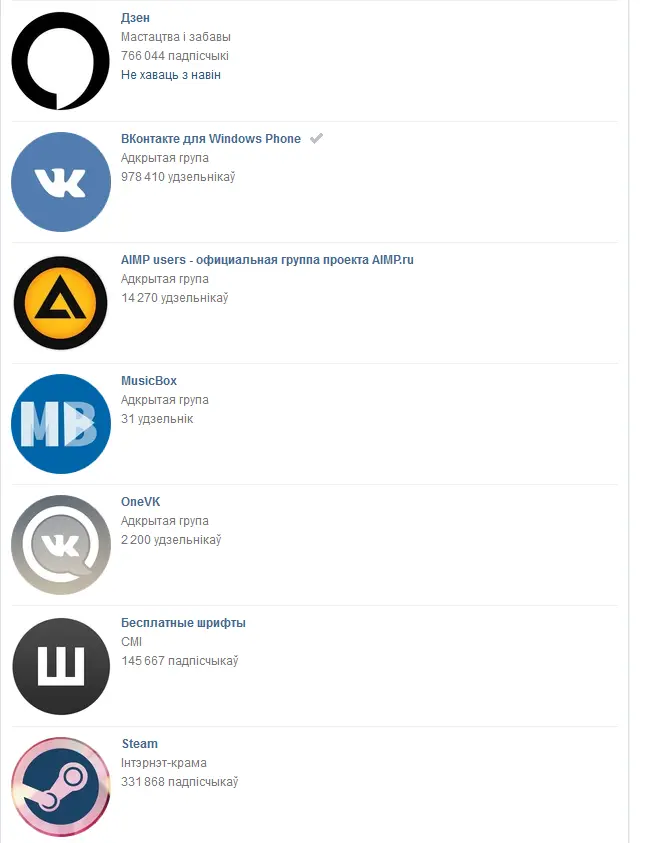 Дзен
Мастацтва і забавы
766 044 падпісчыкі
Не хаваць з навін
ВКонтакте для Windows Phone
Адкрытая група
978 410 удзельнікаў
AIMP users - официальная группа проекта AIMP.ru
Адкрытая група
14 270 удзельнікаў
MB
MusicBox
Адкрытая група
31 удзельнік
OneVK
Адкрытая група
2 200 удзельнікаў
Ш
Бесплатные шрифты
СМІ
145 667 падпісчыкаў
Steam
Інтэрнэт-крама
331 868 падпісчыкаў